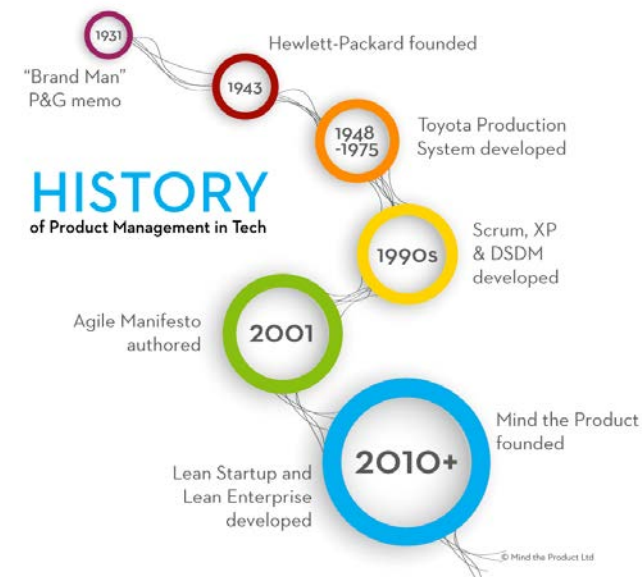 1931
Hewlett-Packard founded
“Brand Man”
P&G memo
1943
1948
-1975
Toyota Production
System developed
HISTORY
of Product Management in Tech
1990s
Scrum, XP
& DSDM
developed
Agile Manifesto
authored
2001
Mind the Product
founded
2010+
Lean Startup and
Lean Enterprise
developed
© Mind the Product Ltd